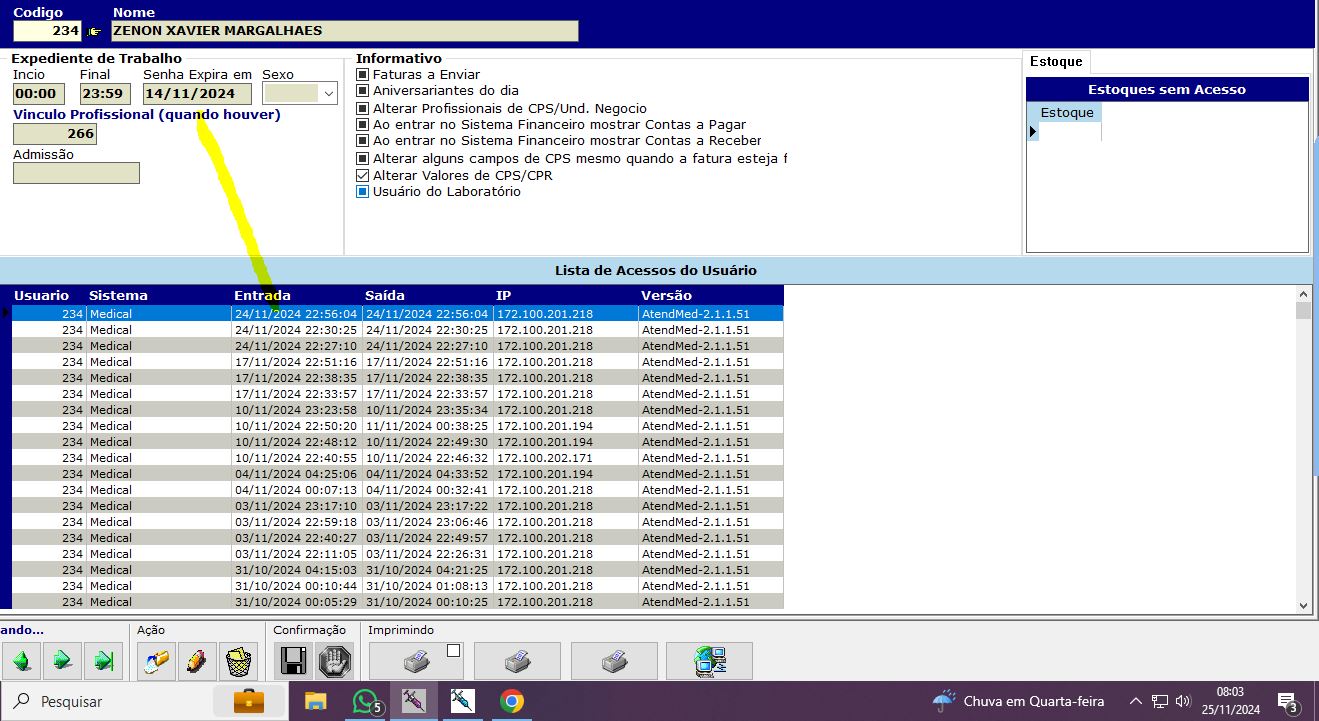 Codigo Nome
234 ZENON XAVIER MARGALHAES
Expediente de Trabalho
Incio Final Senha Expira em Sexo
00:00 23:59 14/11/2024
Vinculo Profissional (quando houver)
266
Admissão
Informativo
Faturas a Enviar
Aniversariantes do dia
Alterar Profissionais de CPS/Und. Negocio
Ao entrar no Sistema Financeiro mostrar Contas a Pagar
Ao entrar no Sistema Financeiro mostrar Contas a Receber
Alterar alguns campos de CPS mesmo quando a fatura esteja f
Alterar Valores de CPS/CPR
Usuário do Laboratório
Estoque
Estoques sem Acesso
Estoque
Lista de Acessos do Usuário
Usuario Sistema Entrada Saída IP Versão
234 Medical 24/11/2024 22:56:04 24/11/2024 22:56:04 172.100.201.218 AtendMed-2.1.1.51
234 Medical 24/11/2024 22:30:25 24/11/2024 22:30:25 172.100.201.218 AtendMed-2.1.1.51
234 Medical 24/11/2024 22:27:10 24/11/2024 22:27:10 172.100.201.218 AtendMed-2.1.1.51
234 Medical 17/11/2024 22:51:16 17/11/2024 22:51:16 172.100.201.218 AtendMed-2.1.1.51
234 Medical 17/11/2024 22:38:35 17/11/2024 22:38:35 172.100.201.218 AtendMed-2.1.1.51
234 Medical 17/11/2024 22:33:57 17/11/2024 22:33:57 172.100.201.218 AtendMed-2.1.1.51
234 Medical 10/11/2024 23:23:58 10/11/2024 23:35:34 172.100.201.218 AtendMed-2.1.1.51
234 Medical 10/11/2024 22:50:20 11/11/2024 00:38:25 172.100.201.194 AtendMed-2.1.1.51
234 Medical 10/11/2024 22:48:12 10/11/2024 22:49:30 172.100.201.194 AtendMed-2.1.1.51
234 Medical 10/11/2024 22:40:55 10/11/2024 22:46:32 172.100.202.171 AtendMed-2.1.1.51
234 Medical 04/11/2024 04:25:06 04/11/2024 04:33:52 172.100.201.194 AtendMed-2.1.1.51
234 Medical 04/11/2024 00:07:13 04/11/2024 00:32:41 172.100.201.218 AtendMed-2.1.1.51
234 Medical 03/11/2024 23:17:10 03/11/2024 23:17:22 172.100.201.218 AtendMed-2.1.1.51
234 Medical 03/11/2024 22:59:18 03/11/2024 23:06:46 172.100.201.218 AtendMed-2.1.1.51
234 Medical 03/11/2024 22:40:27 03/11/2024 22:49:57 172.100.201.218 AtendMed-2.1.1.51
234 Medical 03/11/2024 22:11:05 03/11/2024 22:26:31 172.100.201.218 AtendMed-2.1.1.51
234 Medical 31/10/2024 04:15:03 31/10/2024 04:21:25 172.100.201.218 AtendMed-2.1.1.51
234 Medical 31/10/2024 00:10:44 31/10/2024 01:08:13 172.100.201.218 AtendMed-2.1.1.51
234 Medical 31/10/2024 00:05:29 31/10/2024 00:10:25 172.100.201.218 AtendMed-2.1.1.51
ando... Ação Confirmação Imprimindo
Pesquisar 5 Chuva em Quarta-feira 08:03
25/11/2024 3